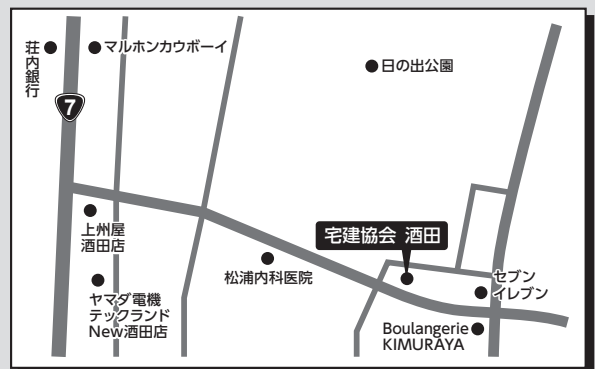 荘内銀行
マルホンカウボーイ
日の出公園
7
上州屋
酒田店
宅建協会 酒田
松浦内科医院
セブン
イレブン
ヤマダ電機
テックランド
New酒田店
Boulangerie
KIMURAYA